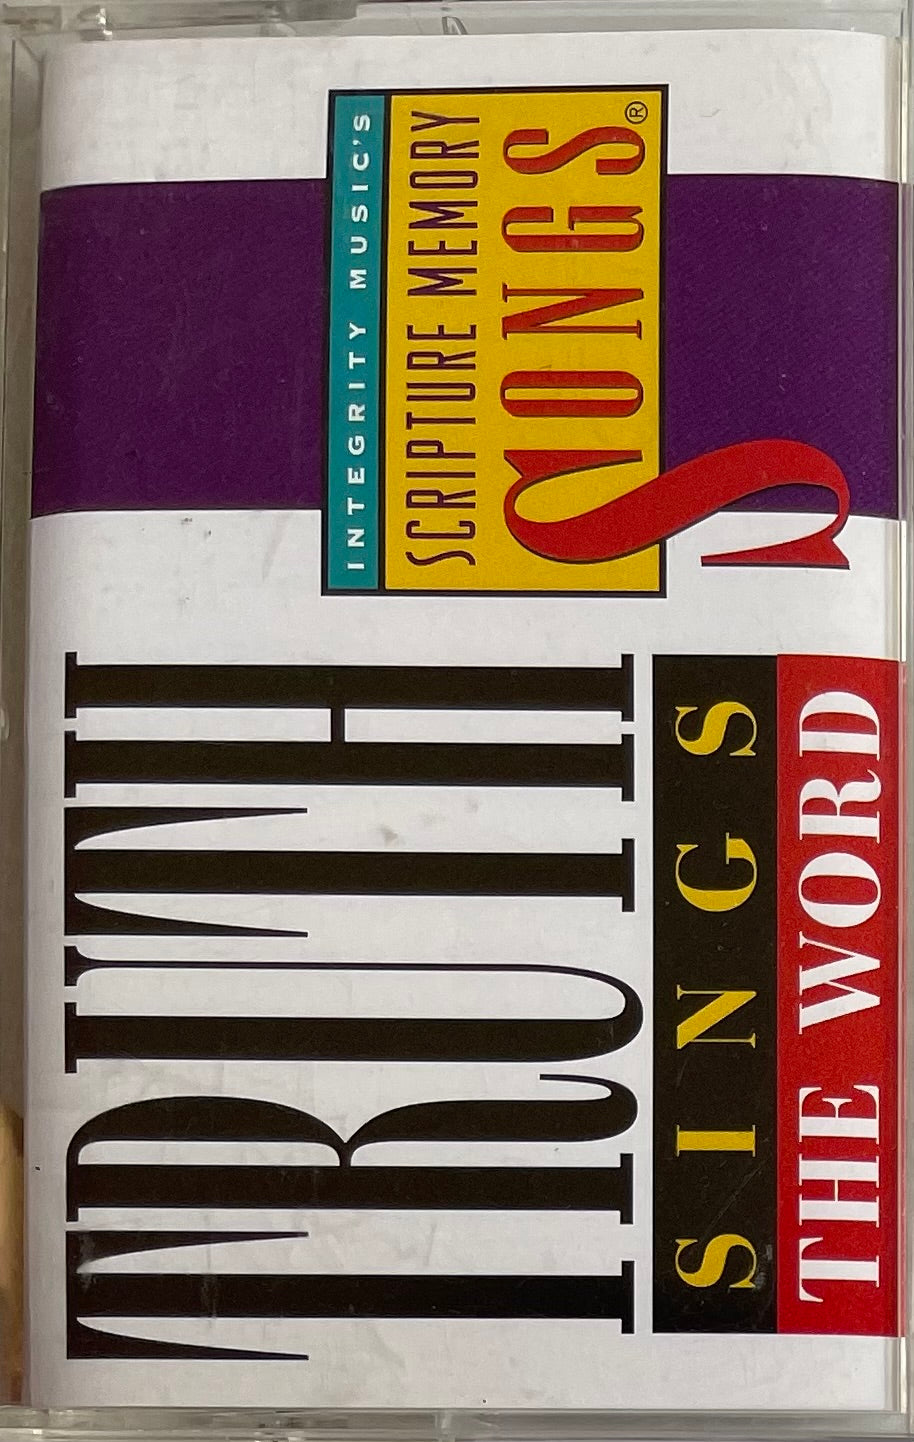 INTEGRITY MUSIC'S
SCRIPTURE MEMORY
SONGS®
TRUTH
SINGS
THE WORD